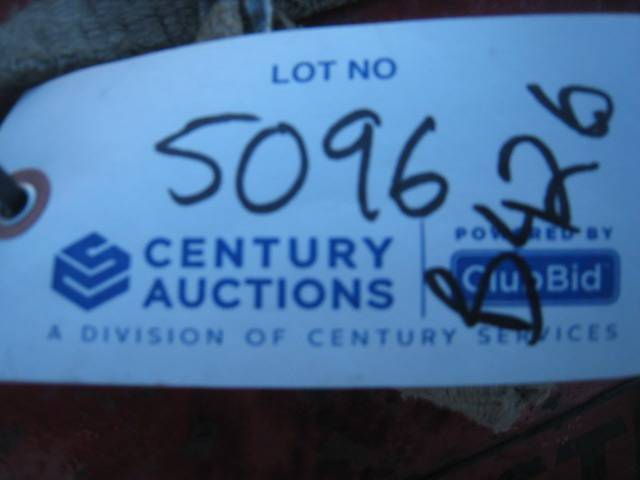 LOT NO
5096
B426
CENTURY
AUCTIONS
POWERED BY
ClubBid
A DIVISION OF CENTURY SERVICES